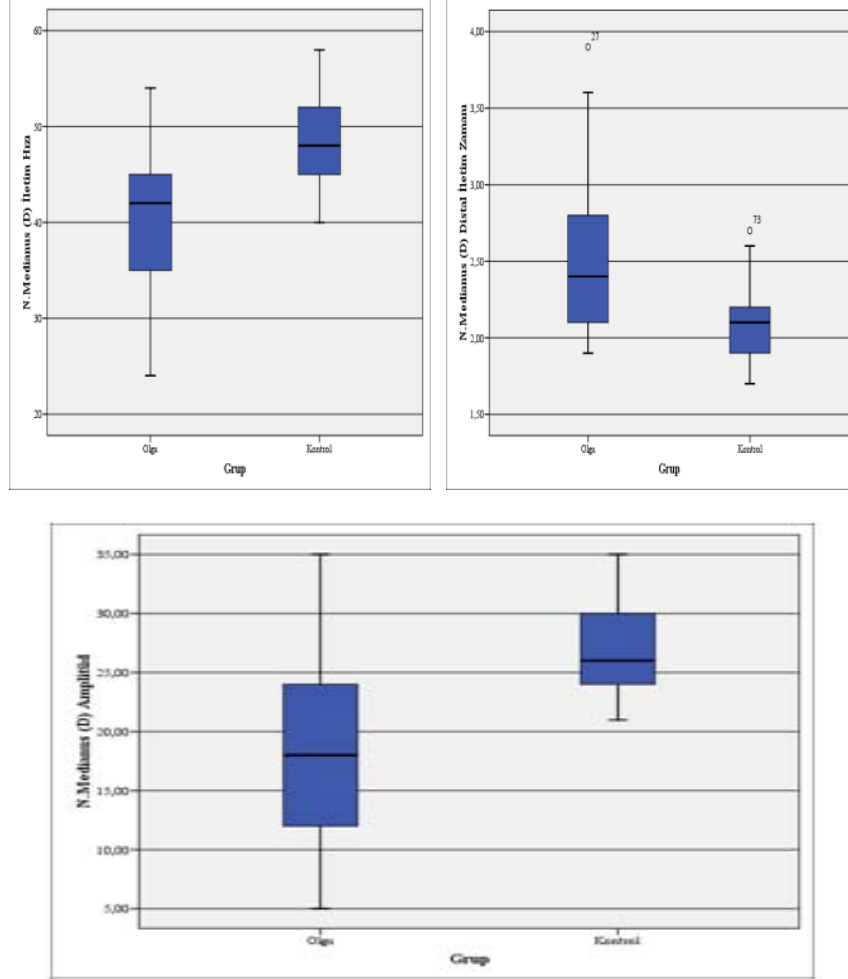 N.Medianus (D) İletim Hızı
60
50
40
30
20
Olgu
Kontrol
Grup
N.Medianus (D) Distal İletim Zamanı
4,00
3,50
3,00
2,50
2,00
1,50
27
73
Olgu
Kontrol
Grup
N.Medianus (D) Amplitüd
35,00
30,00
25,00
20,00
15,00
10,00
5,00
Olgu
Kontrol
Grup